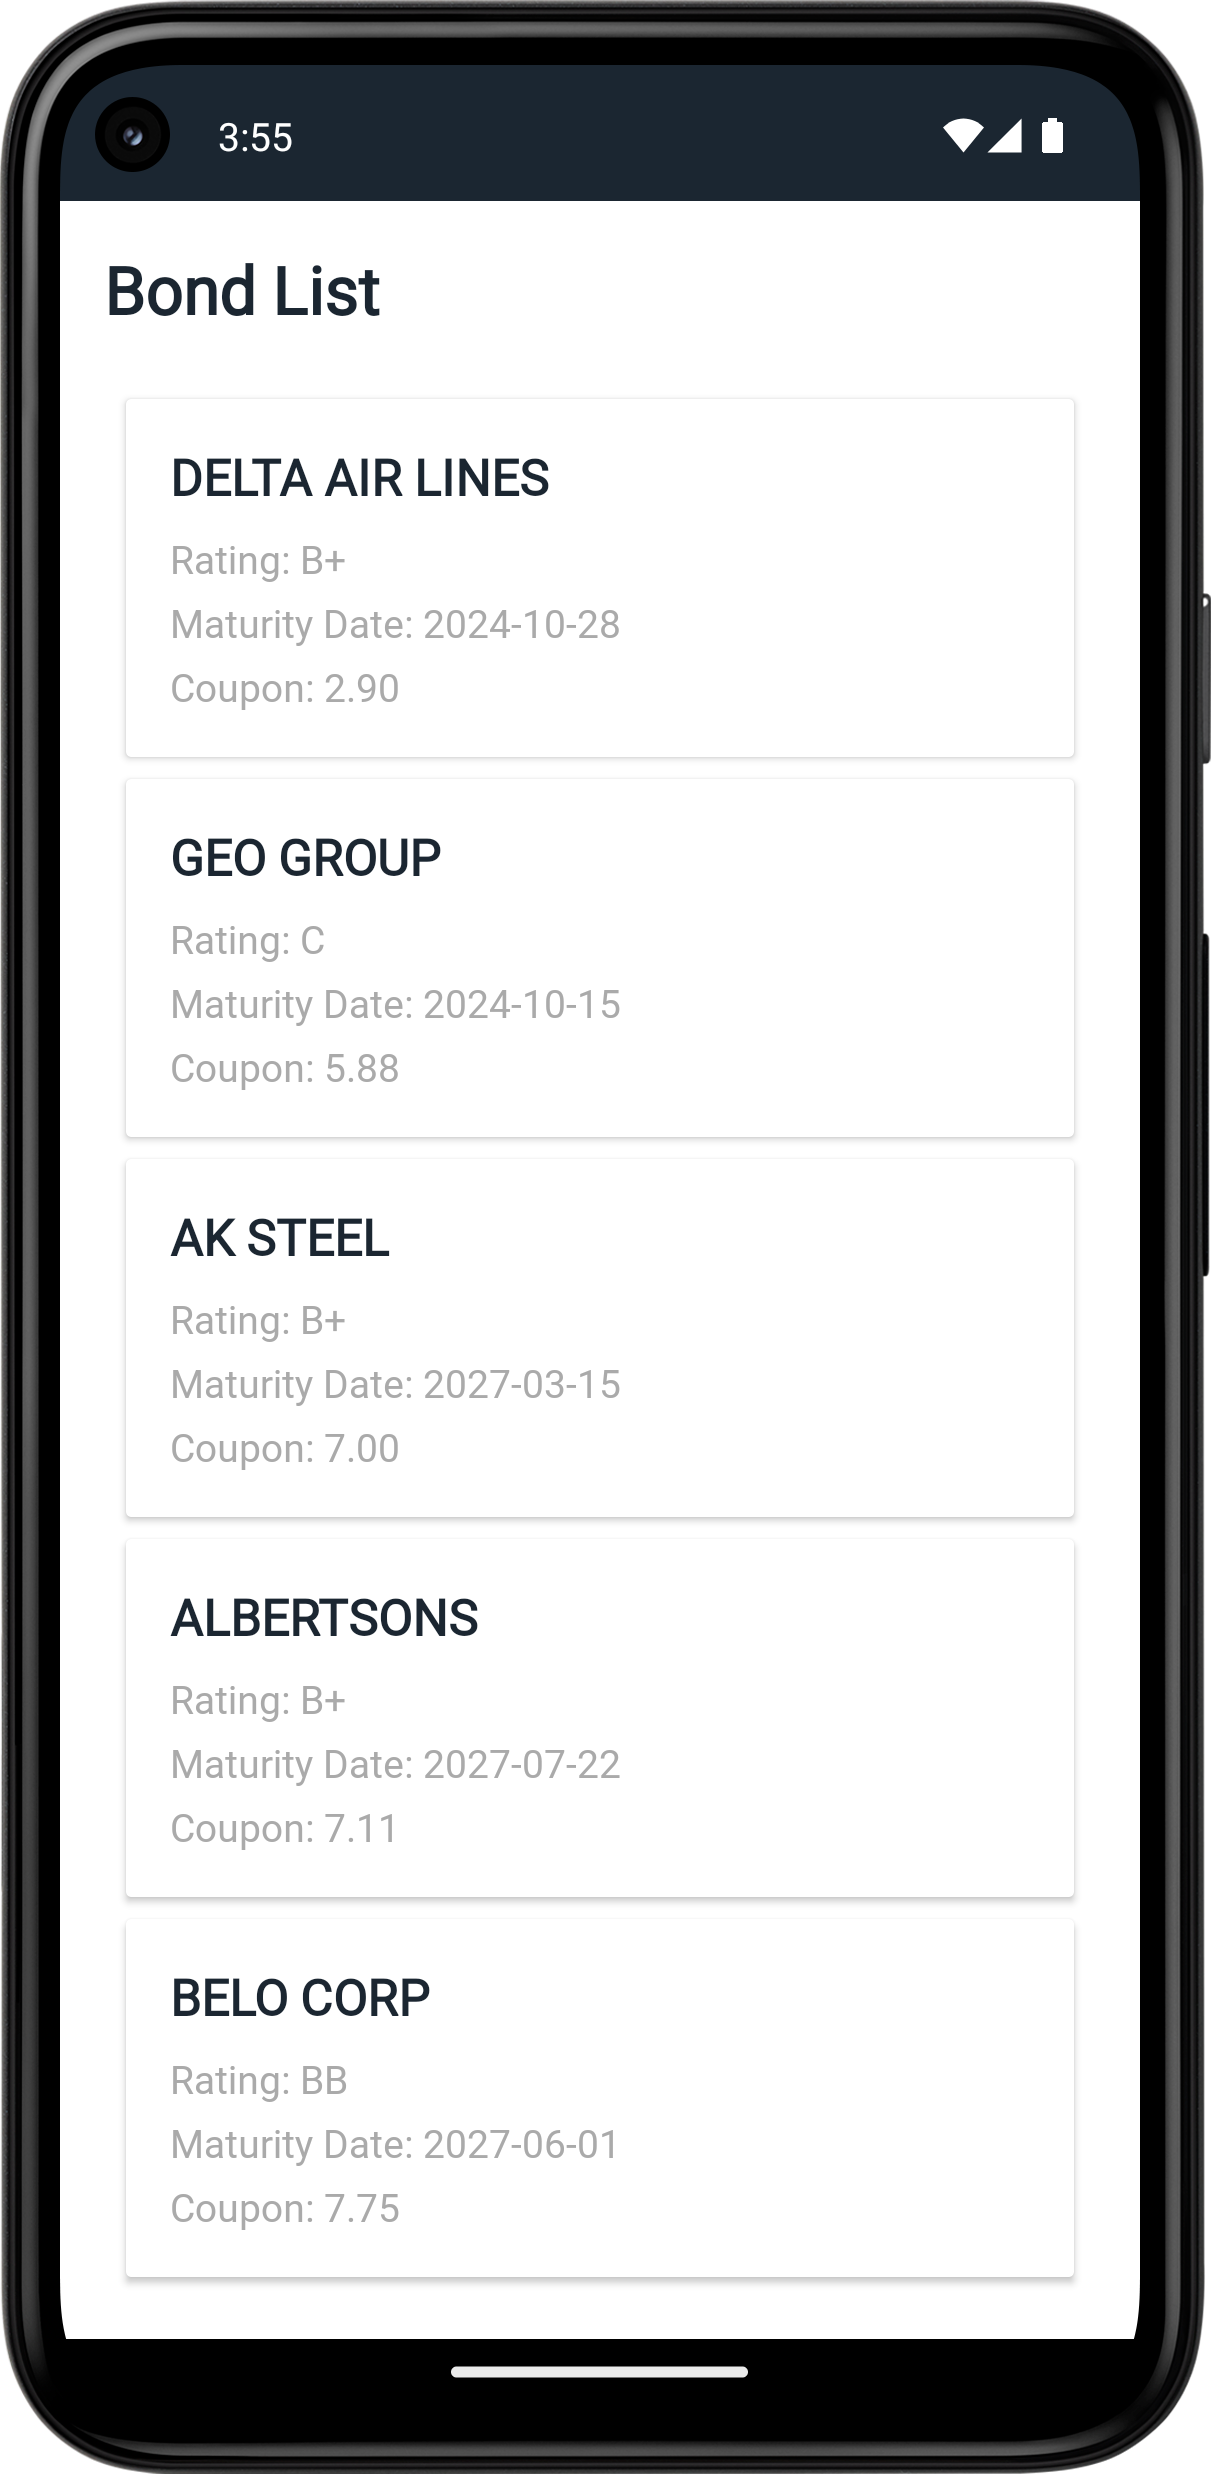 3:55
Bond List
DELTA AIR LINES
Rating: B+
Maturity Date: 2024-10-28
Coupon: 2.90
GEO GROUP
Rating: C
Maturity Date: 2024-10-15
Coupon: 5.88
AK STEEL
Rating: B+
Maturity Date: 2027-03-15
Coupon: 7.00
ALBERTSONS
Rating: B+
Maturity Date: 2027-07-22
Coupon: 7.11
BELO CORP
Rating: BB
Maturity Date: 2027-06-01
Coupon: 7.75